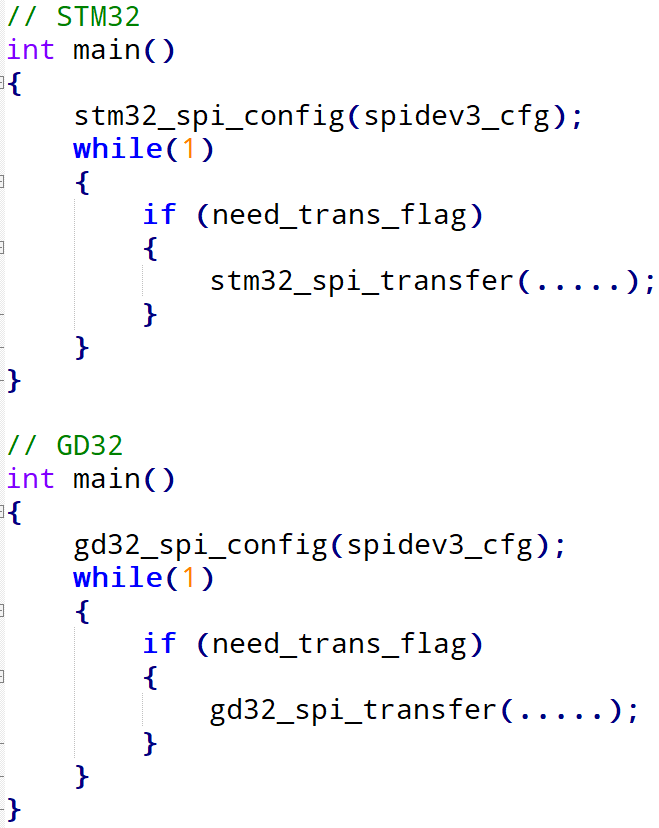 // STM32
int main()
{
    stm32_spi_config(spidev3_cfg);
    while(1)
    {
        if (need_trans_flag)
        {
            stm32_spi_transfer(.....);
        }
    }
}

// GD32
int main()
{
    gd32_spi_config(spidev3_cfg);
    while(1)
    {
        if (need_trans_flag)
        {
            gd32_spi_transfer(.....);
        }
    }
}